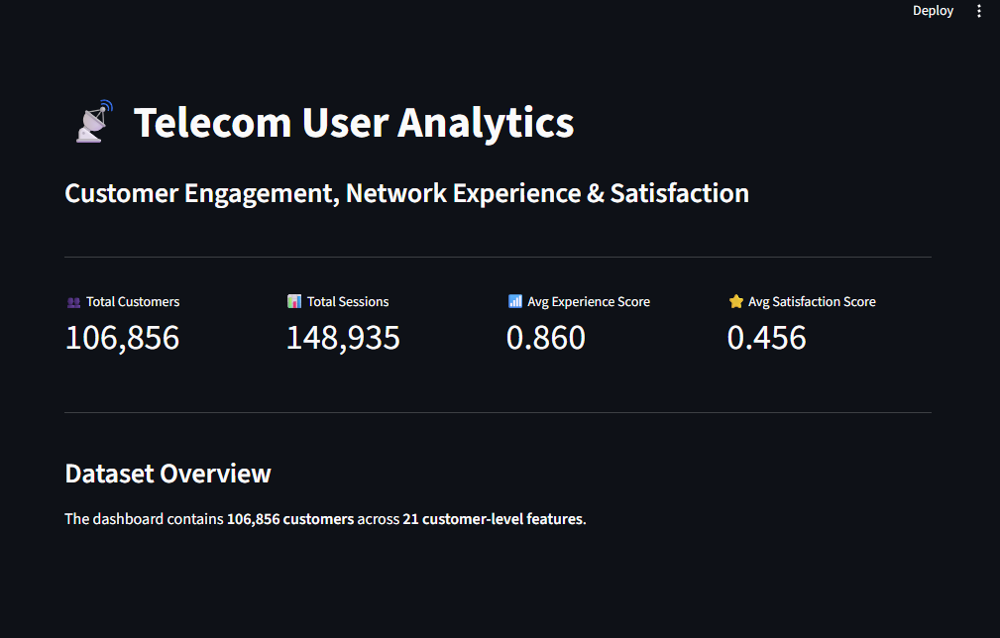 Deploy
Telecom User Analytics
Customer Engagement, Network Experience & Satisfaction
Total Customers
106,856
Total Sessions
148,935
Avg Experience Score
0.860
Avg Satisfaction Score
0.456
Dataset Overview
The dashboard contains 106,856 customers across 21 customer-level features.